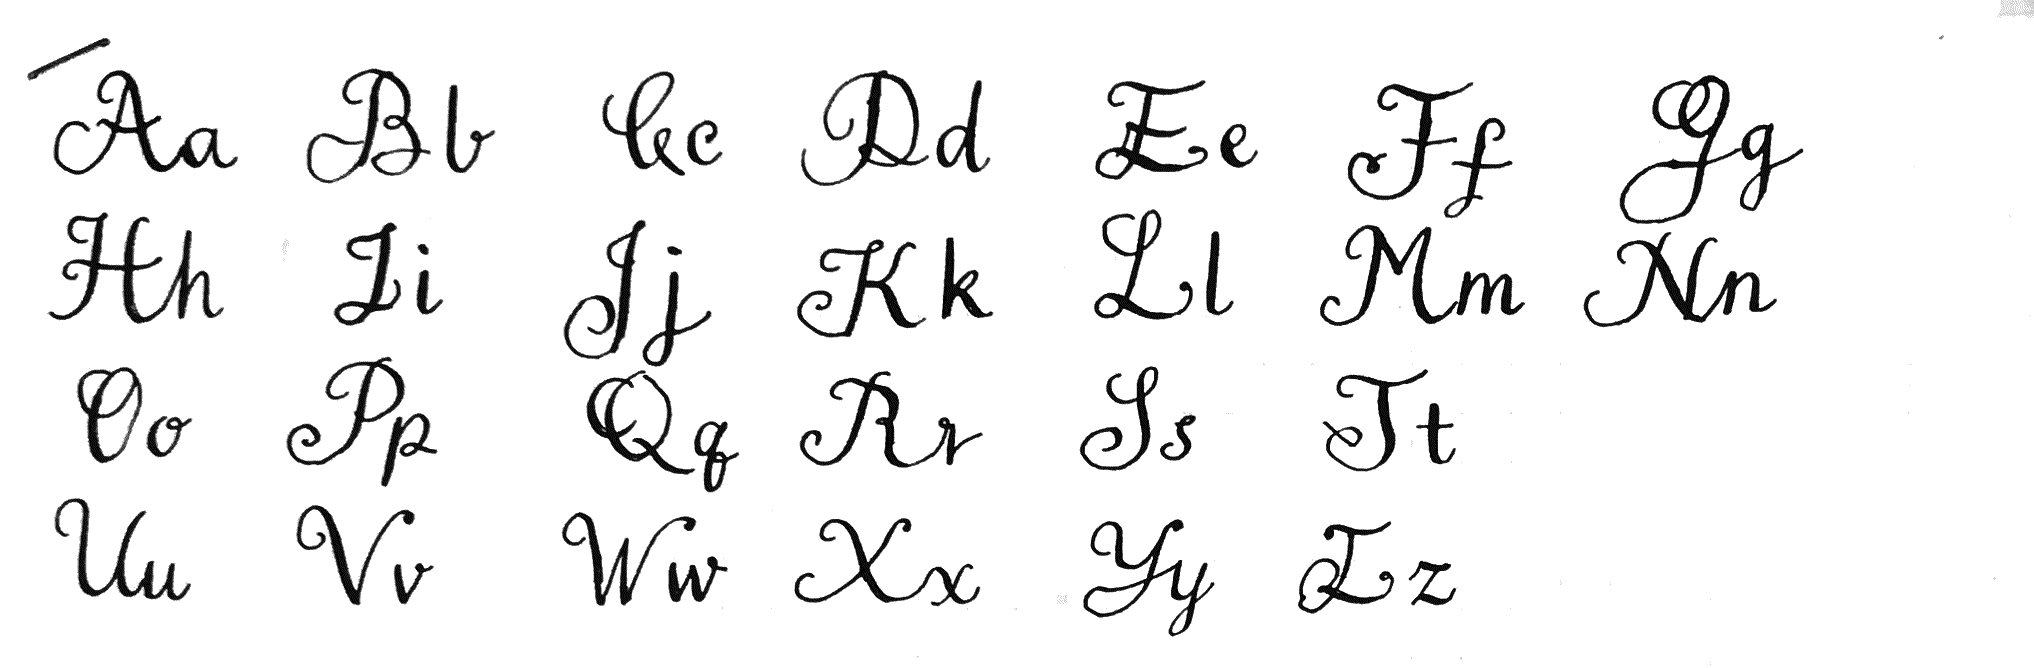 Aa Bb Cc Dd Ee Ff Gg
Hh Ii Jj Kk Ll Mm Nn
Oo Pp Qq Rr Ss Tt
Uu Vv Ww Xx Yy Zz